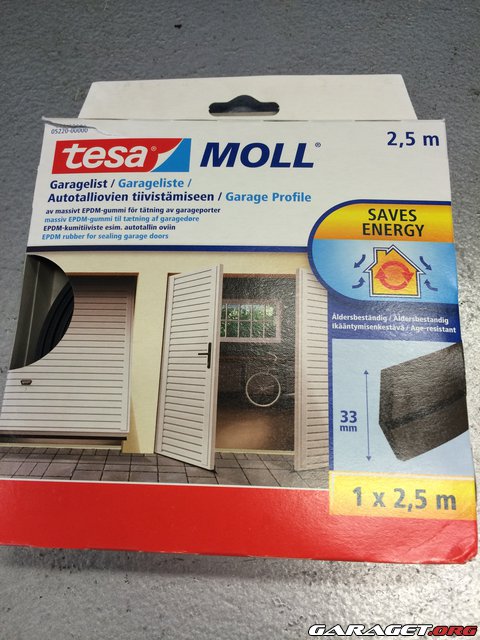 05220-00000
tesa® MOLL®
2,5 m
Garagelist / Garageliste /
Autotalliovien tiivistämiseen / Garage Profile
av massivt EPDM-gummi för tätning av garageporter
massiv EPDM-gummi til tætning af garagedøre
EPDM-kumitiiviste esim. autotallin oviin
EPDM rubber for sealing garage doors
SAVES
ENERGY
Åldersbeständig / Aldersbestandig
Ikääntymisenkestävä / Age-resistant
33
mm
1 x 2,5 m
GARAGET.ORG